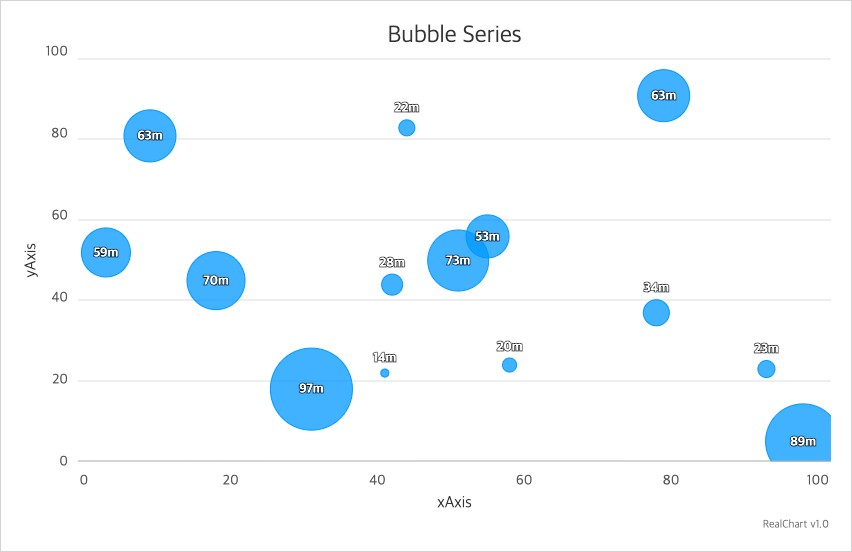 Bubble Series
100
80
60
40
20
0
yAxis
63m
22m
63m
59m
70m
28m
73m
53m
34m
97m
14m
20m
23m
89m
0 20 40 60 80 100
xAxis
RealChart v1.0